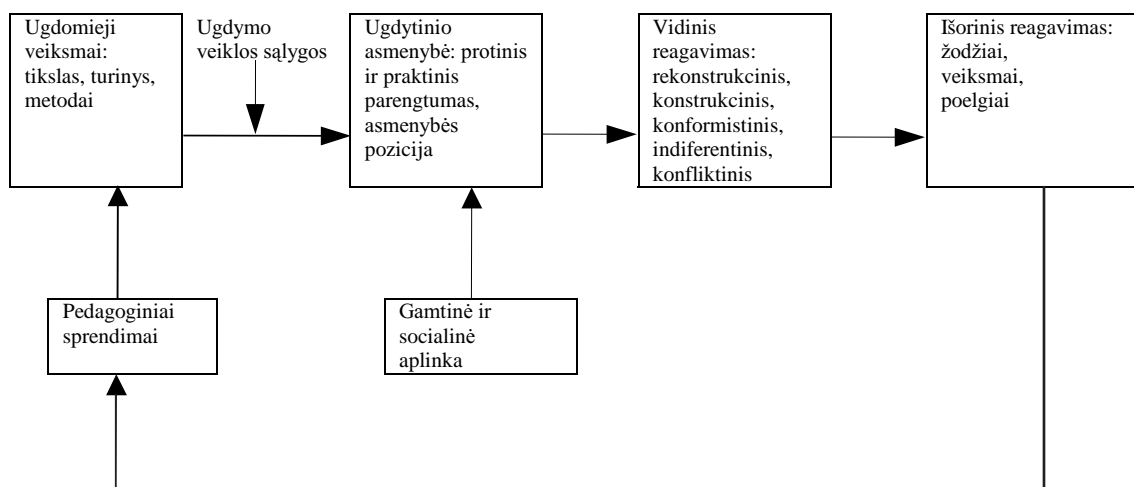 Ugdomieji
veiksmai:
tikslas, turinys,
metodai
Ugdymo
veiklos sąlygos
Ugdytinio
asmenybė: protinis
ir praktinis
parengtumas,
asmenybės
pozicija
Vidinis
reagavimas:
rekonstrukcinis,
konstrukcinis,
konformistinis,
indiferentinis,
konfliktinis
Išorinis reagavimas:
žodžiai,
veiksmai,
poelgiai
Pedagoginiai
sprendimai
Gamtinė ir
socialinė
aplinka